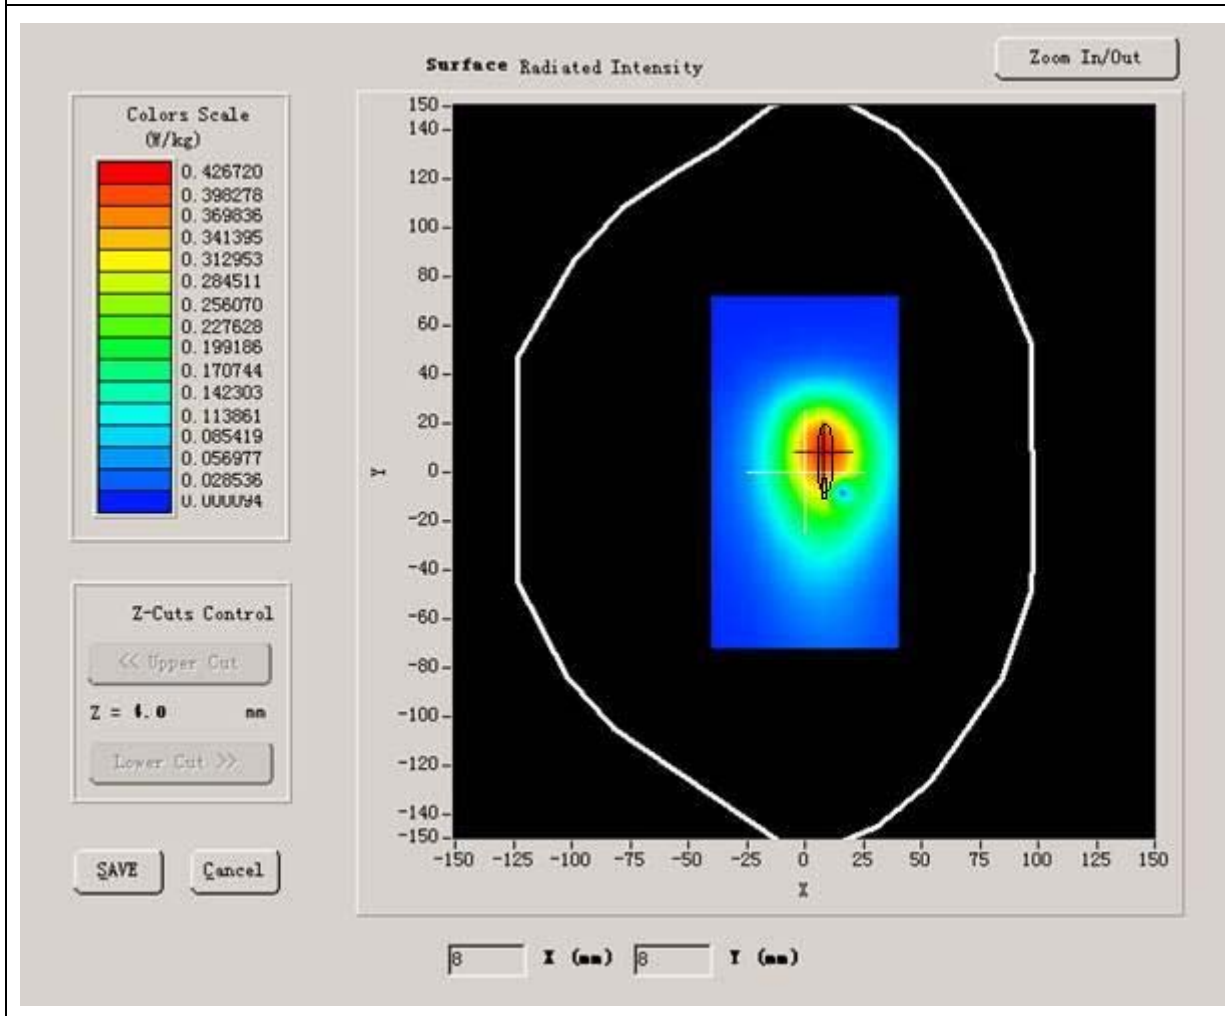 Surface Radiated Intensity
Zoom In/Out
Colors Scale
(W/kg)
0.426720
0.398278
0.369836
0.341395
0.312953
0.284511
0.256070
0.227628
0.199186
0.170744
0.142303
0.113861
0.085419
0.056977
0.028536
0.000094
Z-Cuts Control
<< Upper Cut
Z = 4.0 mm
Lower Cut >>
SAVE Cancel
150
140
120
100
80
60
40
20
0
-20
-40
-60
-80
-100
-120
-140
-150
Y
-150 -125 -100 -75 -50 -25 0 25 50 75 100 125 150
X
8 X (mm) 8 Y (mm)